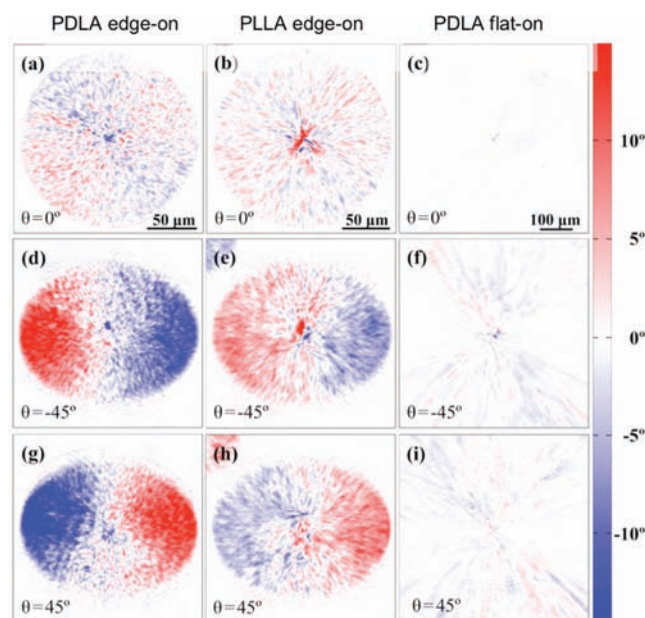 PDLA edge-on PLLA edge-on PDLA flat-on
(a) (b) (c)
10°
θ=0° 50 μm θ=0° 50 μm θ=0° 100 μm
5°
(d) (e) (f)
0°
θ=-45° θ=-45° θ=-45°
-5°
(g) (h) (i)
-10°
θ=45° θ=45° θ=45°